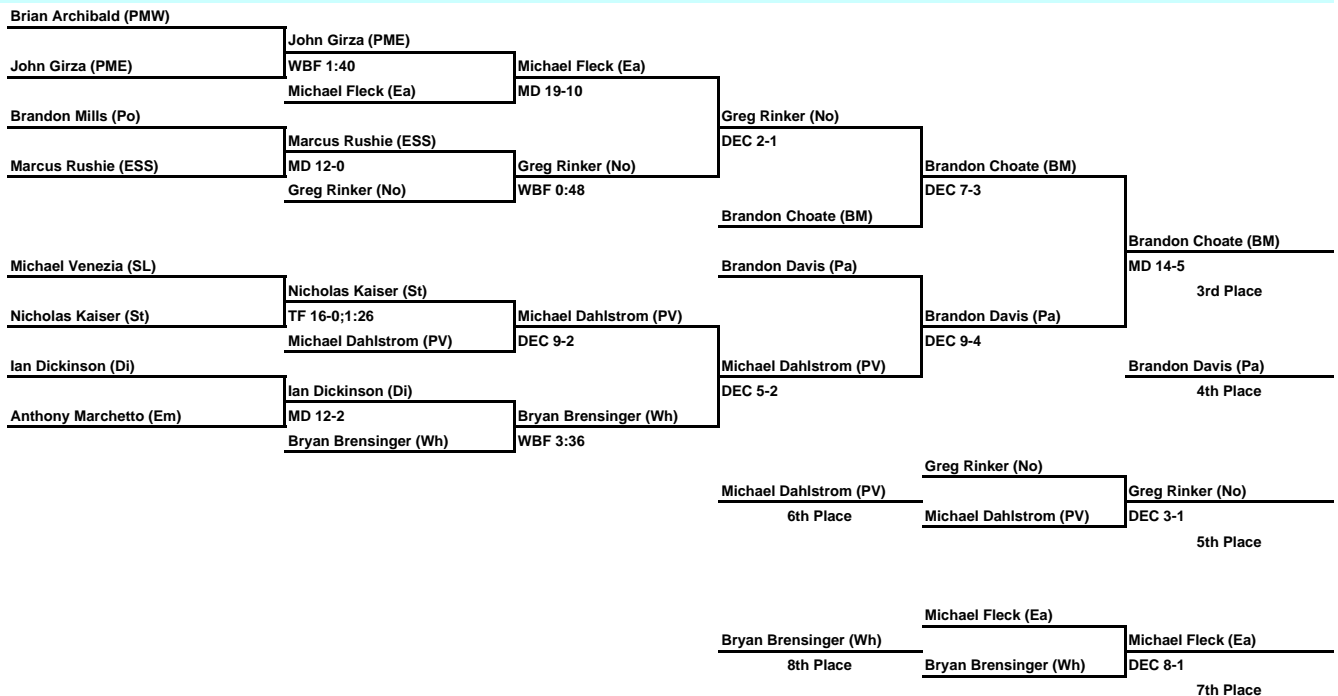 Brian Archibald (PMW)
John Girza (PME)
John Girza (PME)
WBF 1:40
Michael Fleck (Ea)
Michael Fleck (Ea)
MD 19-10
Brandon Mills (Po)
Greg Rinker (No)
Marcus Rushie (ESS)
DEC 2-1
Marcus Rushie (ESS)
MD 12-0
Greg Rinker (No)
Brandon Choate (BM)
Greg Rinker (No)
WBF 0:48
DEC 7-3
Brandon Choate (BM)
Brandon Choate (BM)
Michael Venezia (SL)
Brandon Davis (Pa)
MD 14-5
Nicholas Kaiser (St)
3rd Place
Nicholas Kaiser (St)
TF 16-0;1:26
Michael Dahlstrom (PV)
Brandon Davis (Pa)
Michael Dahlstrom (PV)
DEC 9-2
DEC 9-4
Ian Dickinson (Di)
Michael Dahlstrom (PV)
Brandon Davis (Pa)
Ian Dickinson (Di)
DEC 5-2
4th Place
Anthony Marchetto (Em)
MD 12-2
Bryan Brensinger (Wh)
Bryan Brensinger (Wh)
WBF 3:36
Greg Rinker (No)
Michael Dahlstrom (PV)
Greg Rinker (No)
6th Place
Michael Dahlstrom (PV)
DEC 3-1
5th Place
Michael Fleck (Ea)
Bryan Brensinger (Wh)
Michael Fleck (Ea)
8th Place
Bryan Brensinger (Wh)
DEC 8-1
7th Place